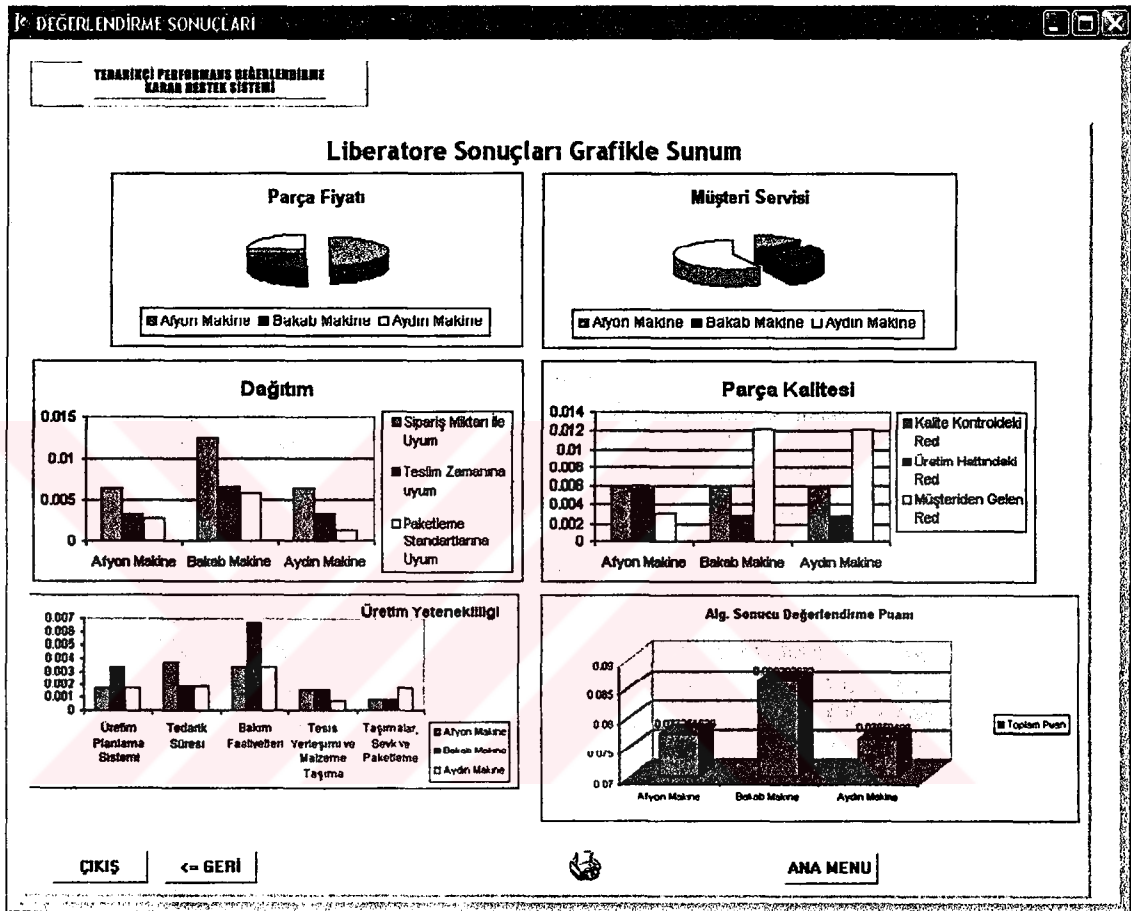 DEĞERLENDİRME SONUÇLARI
TEDARİKÇİ PERFORMANS DEĞERLENDİRME
KARAR DESTEK SİSTEMİ
Liberatore Sonuçları Grafikle Sunum
Parça Fiyatı
Afyon Makine Bakab Makine Aydın Makine
Müşteri Servisi
Afyon Makine Bakab Makine Aydın Makine
Dağıtım
0.015
0.01
0.005
0
Afyon Makine Bakab Makine Aydın Makine
Sipariş Miktarı ile
Uyum
Teslim Zamanına
uyum
Paketleme
Standartlarına
Uyum
Parça Kalitesi
0.014
0.012
0.01
0.008
0.006
0.004
0.002
0
Afyon Makine Bakab Makine Aydın Makine
Kalite Kontroldeki
Red
Üretim Hattındaki
Red
Müşteriden Gelen
Red
Üretim Yetenekliliği
0.007
0.006
0.005
0.004
0.003
0.002
0.001
0
Üretim
Planlama
Sistemi
Tedarik
Süresi
Bakım
Faaliyetleri
Tesis
Yerleşimi ve
Malzeme
Taşıma
Taşımalar,
Sevk ve
Paketleme
Afyon Makine
Bakab Makine
Aydın Makine
Alg. Sonucu Değerlendirme Puanı
0.09
0.085
0.08
0.075
0.07
Afyon Makine Bakab Makine Aydın Makine
Toplam Puan
ÇIKIŞ
<= GERİ
ANA MENU